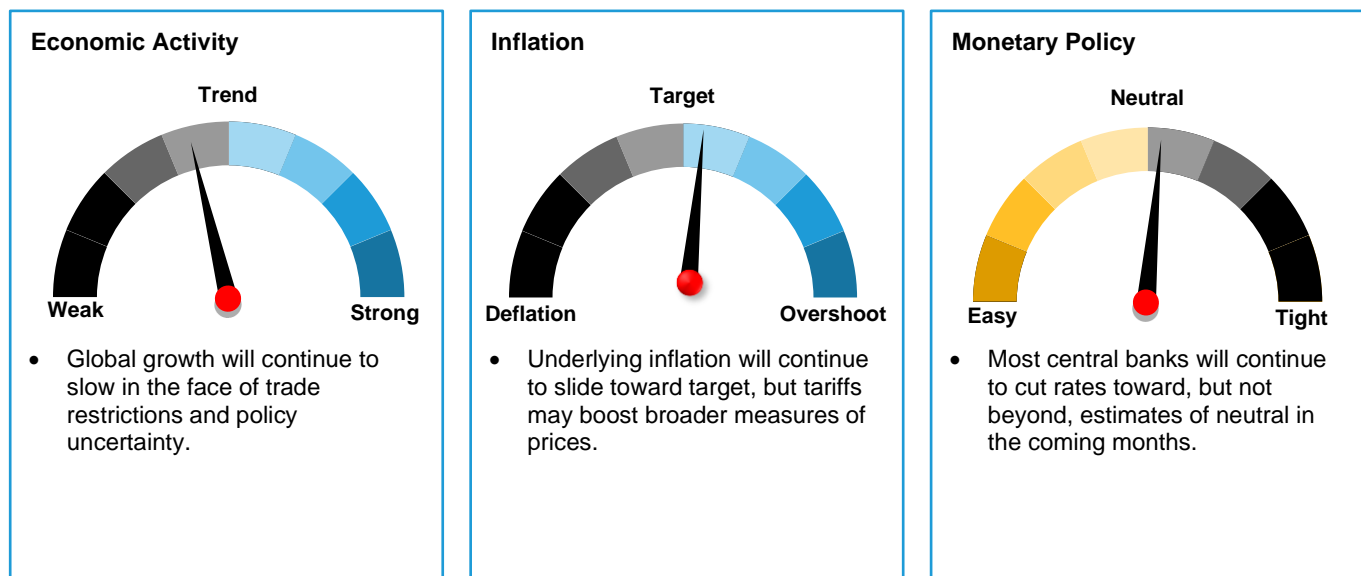 Economic Activity
Trend
Weak
Strong
• Global growth will continue to
slow in the face of trade
restrictions and policy
uncertainty.
Inflation
Target
Deflation
Overshoot
• Underlying inflation will continue
to slide toward target, but tariffs
may boost broader measures of
prices.
Monetary Policy
Neutral
Easy
Tight
• Most central banks will continue
to cut rates toward, but not
beyond, estimates of neutral in
the coming months.